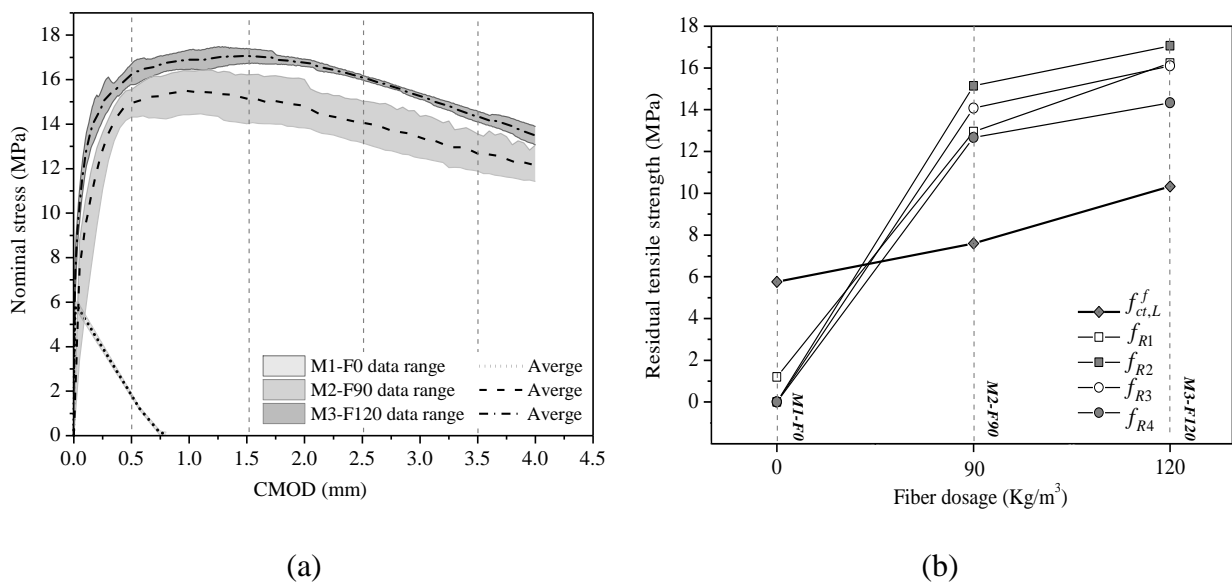 18
16
14
12
10
8
6
4
2
0
Nominal stress (MPa)
M1-F0 data range Averge
M2-F90 data range Averge
M3-F120 data range Averge
0.0 0.5 1.0 1.5 2.0 2.5 3.0 3.5 4.0 4.5
CMOD (mm)
(a)
18
16
14
12
10
8
6
4
2
0
Residual tensile strength (MPa)
f^f_{ct,L}
f_{R1}
f_{R2}
f_{R3}
f_{R4}
M1-F0
M2-F90
M3-F120
0 90 120
Fiber dosage (Kg/m³)
(b)